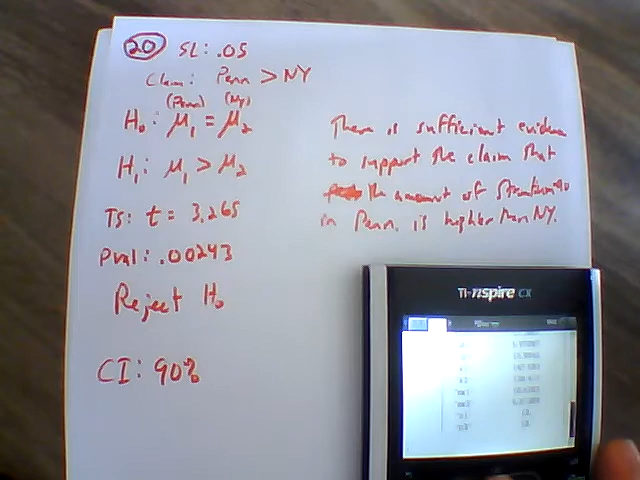 20 SL: .05
Claim: Penn > NY
(Penn) (NY)
H₀: μ₁ = μ₂
H₁: μ₁ > μ₂
TS: t = 3.265
Pval: .00243
Reject H₀
CI: 90%
There is sufficient evidence
to support the claim that
the amount of Strontium-90
in Penn. is higher than NY.
TI-nspire CX